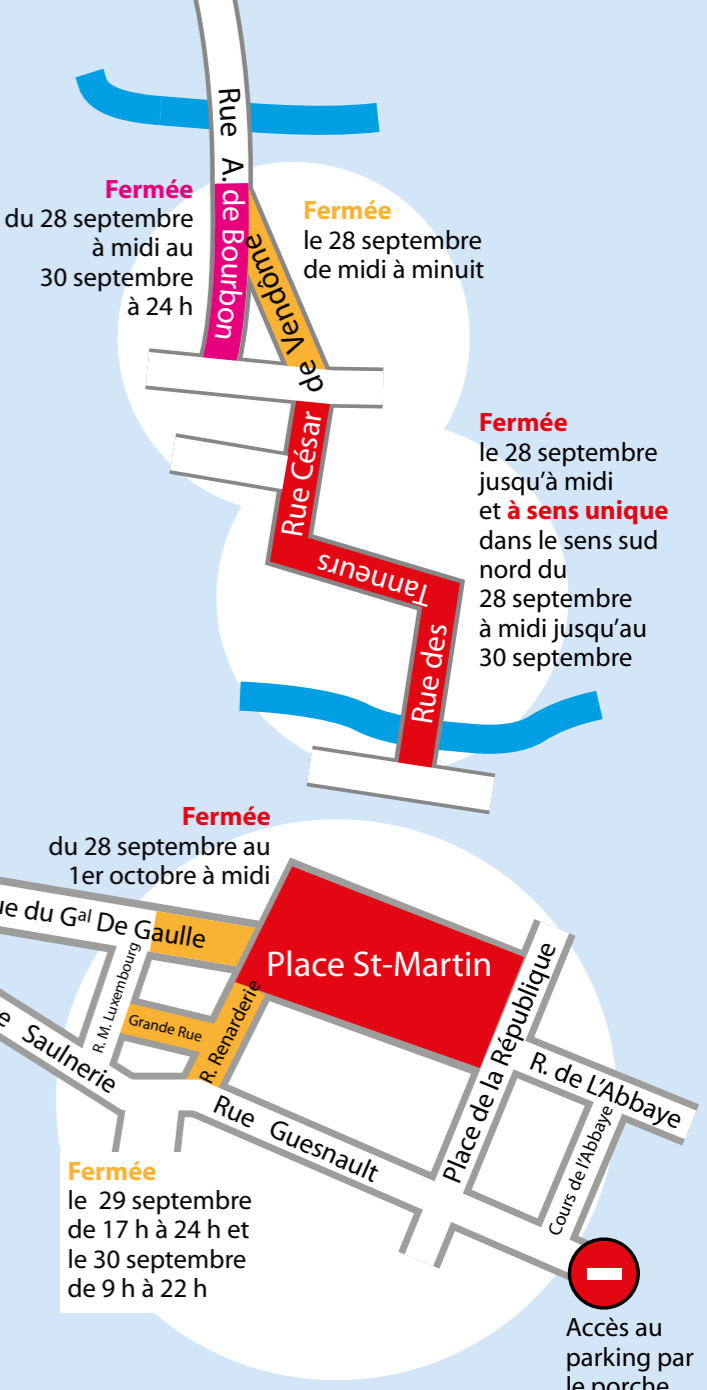 Rue A. de Bourbon
Fermée
du 28 septembre
à midi au
30 septembre
à 24 h
Fermée
le 28 septembre
de midi à minuit
Rue César de Vendôme
Fermée
le 28 septembre
jusqu'à midi
et à sens unique
dans le sens sud
nord du
28 septembre
à midi jusqu'au
30 septembre
Rue des Tanneurs
Fermée
du 28 septembre au
1er octobre à midi
ue du Gal De Gaulle
Place St-Martin
R. M. Luxembourg
Grande Rue
R. Renarderie
e Saulnerie
Rue Guesnault
Place de la République
R. de L'Abbaye
Cours de l'Abbaye
Fermée
le 29 septembre
de 17 h à 24 h et
le 30 septembre
de 9 h à 22 h
Accès au
parking par
le porche